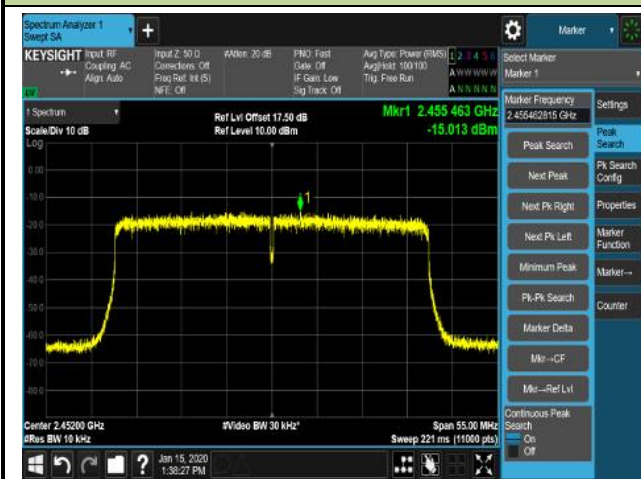 Spectrum Analyzer 1
Swept SA
+
Marker
KEYSIGHT
Input: RF
Coupling: AC
Align: Auto
Input Z: 50 Ω
Corrections: Off
Freq Ref: Int (S)
NFE: Off
#Atten: 20 dB
PNO: Fast
Gate: Off
IF Gain: Low
Sig Track: Off
Avg Type: Power (RMS)
Avg|Hold: 100/100
Trig: Free Run
1 2 3 4 5 6
A W W W W W
A N N N N N
Select Marker
Marker 1
1 Spectrum
Scale/Div 10 dB
Log
Ref Lvl Offset 17.50 dB
Ref Level 10.00 dBm
Mkr1 2.455 463 GHz
-15.013 dBm
0.00
-10.0
-20.0
-30.0
-40.0
-50.0
-60.0
-70.0
-80.0
1
Center 2.45200 GHz
#Res BW 10 kHz
#Video BW 30 kHz*
Span 55.00 MHz
Sweep 221 ms (11000 pts)
Marker Frequency
2.455462815 GHz
Peak Search
Next Peak
Next Pk Right
Next Pk Left
Minimum Peak
Pk-Pk Search
Marker Delta
Mkr→CF
Mkr→Ref Lvl
Continuous Peak
Search
On
Off
Settings
Peak
Search
Pk Search
Config
Properties
Marker
Function
Marker→
Counter
?
Jan 15, 2020
1:38:27 PM